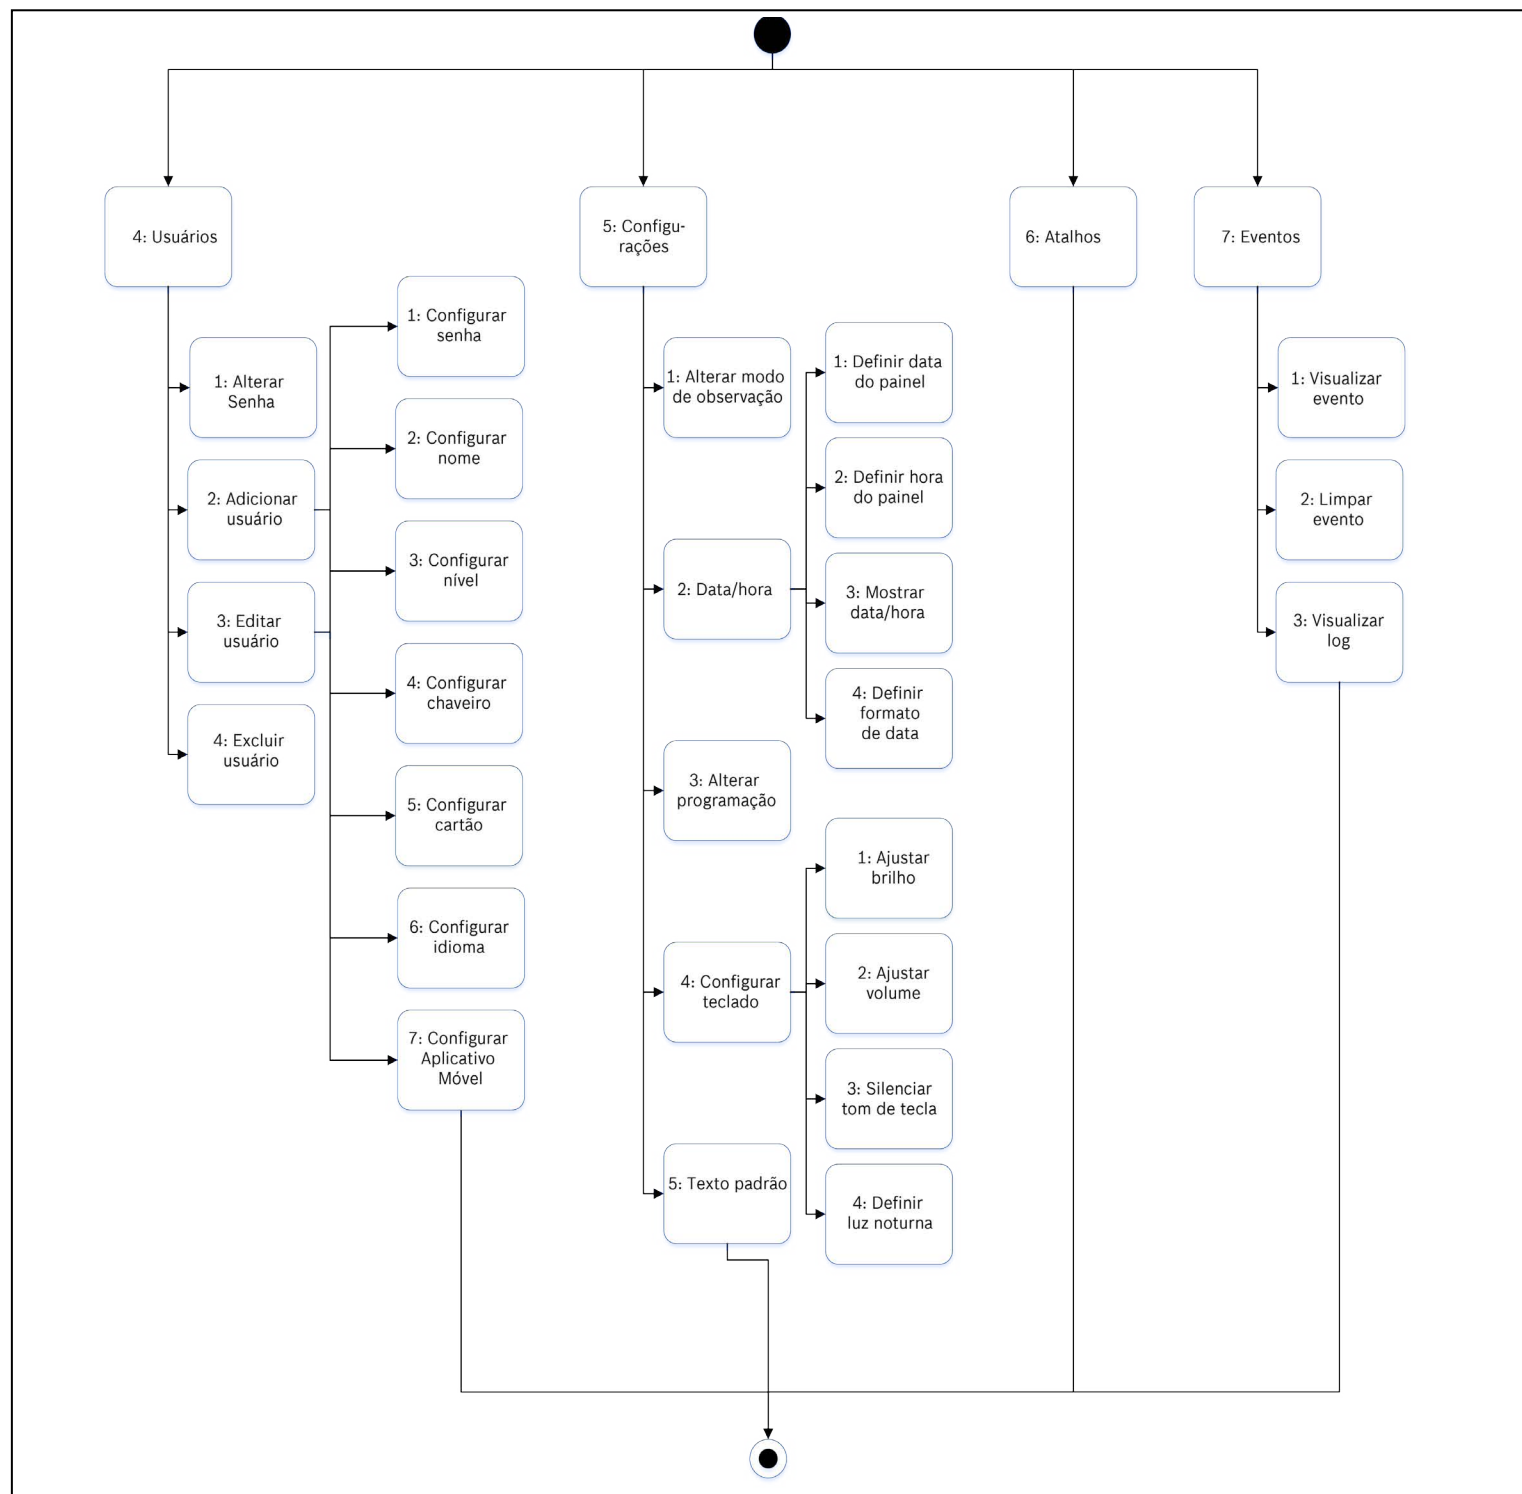 4: Usuários
1: Alterar
Senha
2: Adicionar
usuário
3: Editar
usuário
4: Excluir
usuário
1: Configurar
senha
2: Configurar
nome
3: Configurar
nível
4: Configurar
chaveiro
5: Configurar
cartão
6: Configurar
idioma
7: Configurar
Aplicativo
Móvel
5: Configu-
rações
1: Alterar modo
de observação
2: Data/hora
1: Definir data
do painel
2: Definir hora
do painel
3: Mostrar
data/hora
4: Definir
formato
de data
3: Alterar
programação
4: Configurar
teclado
1: Ajustar
brilho
2: Ajustar
volume
3: Silenciar
tom de tecla
4: Definir
luz noturna
5: Texto padrão
6: Atalhos
7: Eventos
1: Visualizar
evento
2: Limpar
evento
3: Visualizar
log